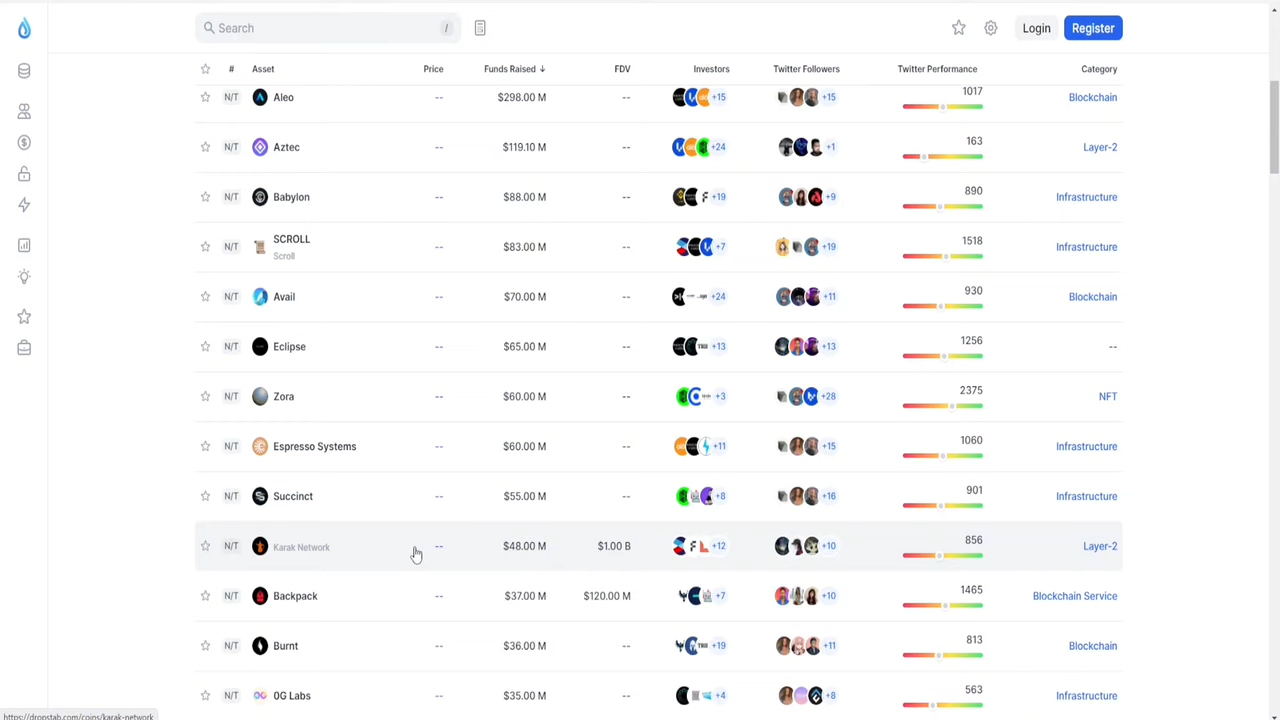 Search /
Login Register
# Asset Price Funds Raised ↓ FDV Investors Twitter Followers Twitter Performance Category
N/T Aleo -- $298.00 M -- +15 +15 1017 Blockchain
N/T Aztec -- $119.10 M -- +24 +1 163 Layer-2
N/T Babylon -- $88.00 M -- +19 +9 890 Infrastructure
N/T SCROLL -- $83.00 M -- +7 +19 1518 Infrastructure
Scroll
N/T Avail -- $70.00 M -- +24 +11 930 Blockchain
N/T Eclipse -- $65.00 M -- +13 +13 1256 --
N/T Zora -- $60.00 M -- +3 +28 2375 NFT
N/T Espresso Systems -- $60.00 M -- +11 +15 1060 Infrastructure
N/T Succinct -- $55.00 M -- +8 +16 901 Infrastructure
N/T Karak Network -- $48.00 M $1.00 B +12 +10 856 Layer-2
N/T Backpack -- $37.00 M $120.00 M +7 +10 1465 Blockchain Service
N/T Burnt -- $36.00 M -- +19 +11 813 Blockchain
N/T 0G Labs -- $35.00 M -- +4 +8 563 Infrastructure
https://dropstab.com/coins/karak-network